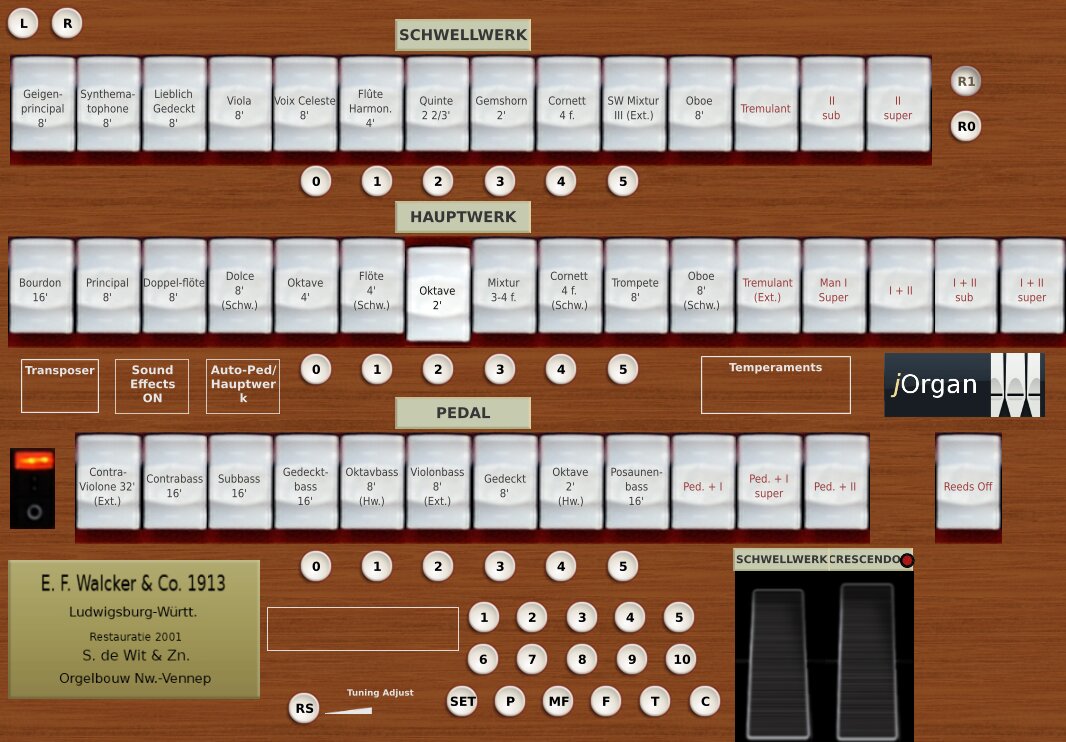 L R
SCHWELLWERK
Geigen-
principal
8'
Synthema-
tophone
8'
Lieblich
Gedeckt
8'
Viola
8'
Voix Celeste
8'
Flûte
Harmon.
4'
Quinte
2 2/3'
Gemshorn
2'
Cornett
4 f.
SW Mixtur
III (Ext.)
Oboe
8'
Tremulant
II
sub
II
super
R1
R0
0 1 2 3 4 5
HAUPTWERK
Bourdon
16'
Principal
8'
Doppel-flöte
8'
Dolce
8'
(Schw.)
Oktave
4'
Flöte
4'
(Schw.)
Oktave
2'
Mixtur
3-4 f.
Cornett
4 f.
(Schw.)
Trompete
8'
Oboe
8'
(Schw.)
Tremulant
(Ext.)
Man I
Super
I + II
I + II
sub
I + II
super
Transposer
Sound
Effects
ON
Auto-Ped/
Hauptwer
k
0 1 2 3 4 5
Temperaments
jOrgan
PEDAL
Contra-
Violone 32'
(Ext.)
Contrabass
16'
Subbass
16'
Gedeckt-
bass
16'
Oktavbass
8'
(Hw.)
Violonbass
8'
(Ext.)
Gedeckt
8'
Oktave
2'
(Hw.)
Posaunen-
bass
16'
Ped. + I
Ped. + I
super
Ped. + II
Reeds Off
0 1 2 3 4 5
SCHWELLWERK CRESCENDO
E. F. Walcker & Co. 1913
Ludwigsburg-Württ.
Restauratie 2001
S. de Wit & Zn.
Orgelbouw Nw.-Vennep
1 2 3 4 5
6 7 8 9 10
RS
Tuning Adjust
SET P MF F T C